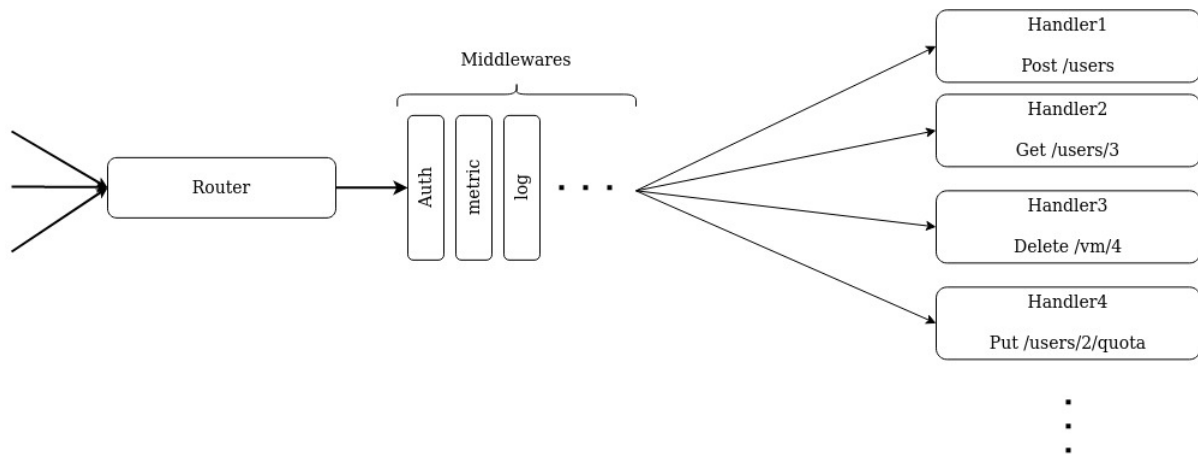 Router
Middlewares
Auth
metric
log
Handler1
Post /users
Handler2
Get /users/3
Handler3
Delete /vm/4
Handler4
Put /users/2/quota